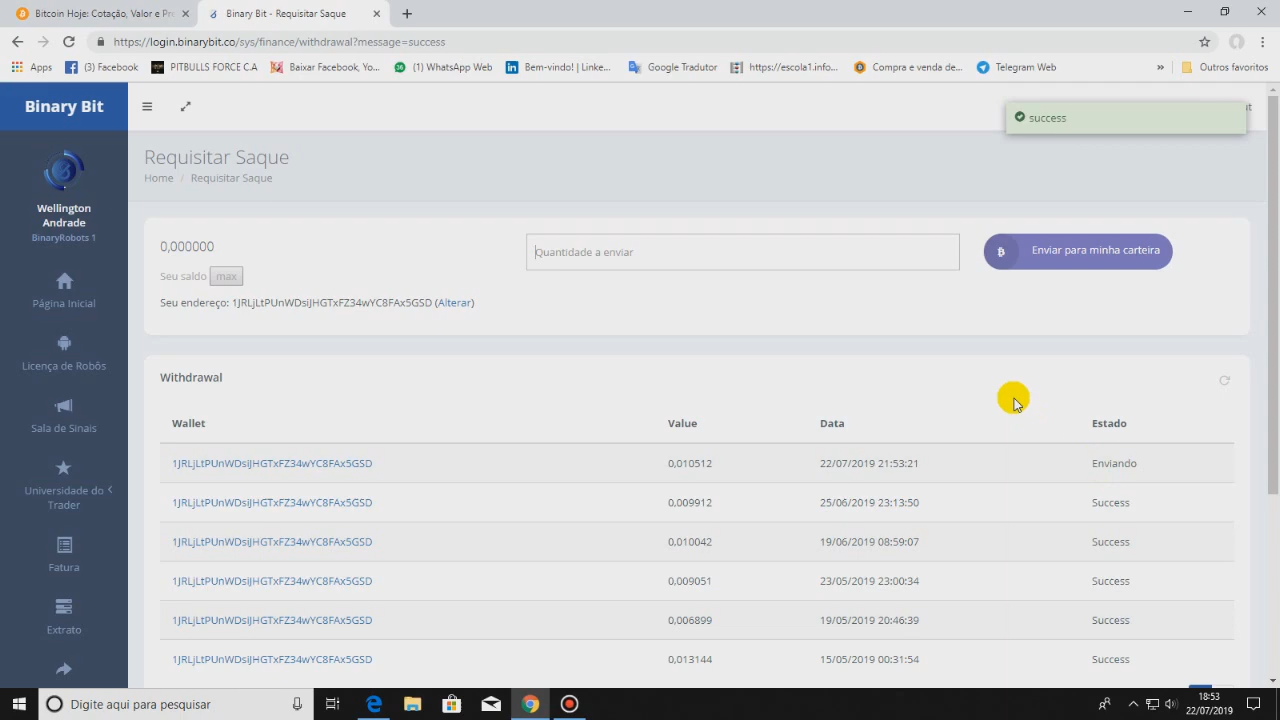 Bitcoin Hoje: Cotação, Valor e Pre
Binary Bit - Requisitar Saque
https://login.binarybit.co/sys/finance/withdrawal?message=success
Apps
(3) Facebook
PITBULLS FORCE C.A
Baixar Facebook, Yo...
(1) WhatsApp Web
Bem-vindo! | Linke...
Google Tradutor
https://escola1.info...
Compra e venda de...
Telegram Web
»
Outros favoritos
Binary Bit
success
Wellington
Andrade
BinaryRobots 1
Página Inicial
Licença de Robôs
Sala de Sinais
Universidade do
Trader
Fatura
Extrato
Requisitar Saque
Home / Requisitar Saque
0,000000
Quantidade a enviar
Enviar para minha carteira
Seu saldo max
Seu endereço: 1JRLjLtPUnWDsiJHGTxFZ34wYC8FAx5GSD (Alterar)
Withdrawal
Wallet Value Data Estado
1JRLjLtPUnWDsiJHGTxFZ34wYC8FAx5GSD 0,010512 22/07/2019 21:53:21 Enviando
1JRLjLtPUnWDsiJHGTxFZ34wYC8FAx5GSD 0,009912 25/06/2019 23:13:50 Success
1JRLjLtPUnWDsiJHGTxFZ34wYC8FAx5GSD 0,010042 19/06/2019 08:59:07 Success
1JRLjLtPUnWDsiJHGTxFZ34wYC8FAx5GSD 0,009051 23/05/2019 23:00:34 Success
1JRLjLtPUnWDsiJHGTxFZ34wYC8FAx5GSD 0,006899 19/05/2019 20:46:39 Success
1JRLjLtPUnWDsiJHGTxFZ34wYC8FAx5GSD 0,013144 15/05/2019 00:31:54 Success
Digite aqui para pesquisar
18:53
22/07/2019